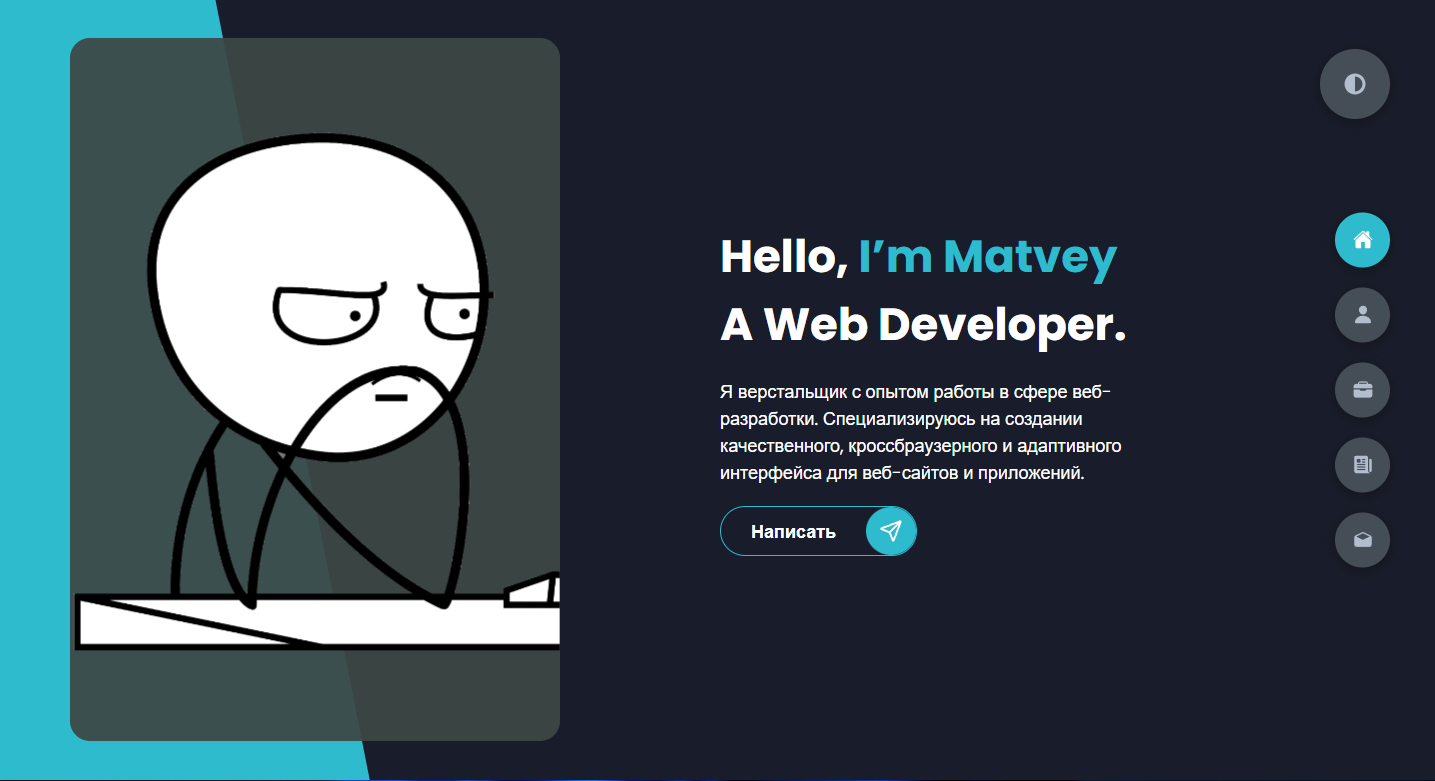 Hello, I’m Matvey
A Web Developer.
Я верстальщик с опытом работы в сфере веб-
разработки. Специализируюсь на создании
качественного, кроссбраузерного и адаптивного
интерфейса для веб-сайтов и приложений.
Написать